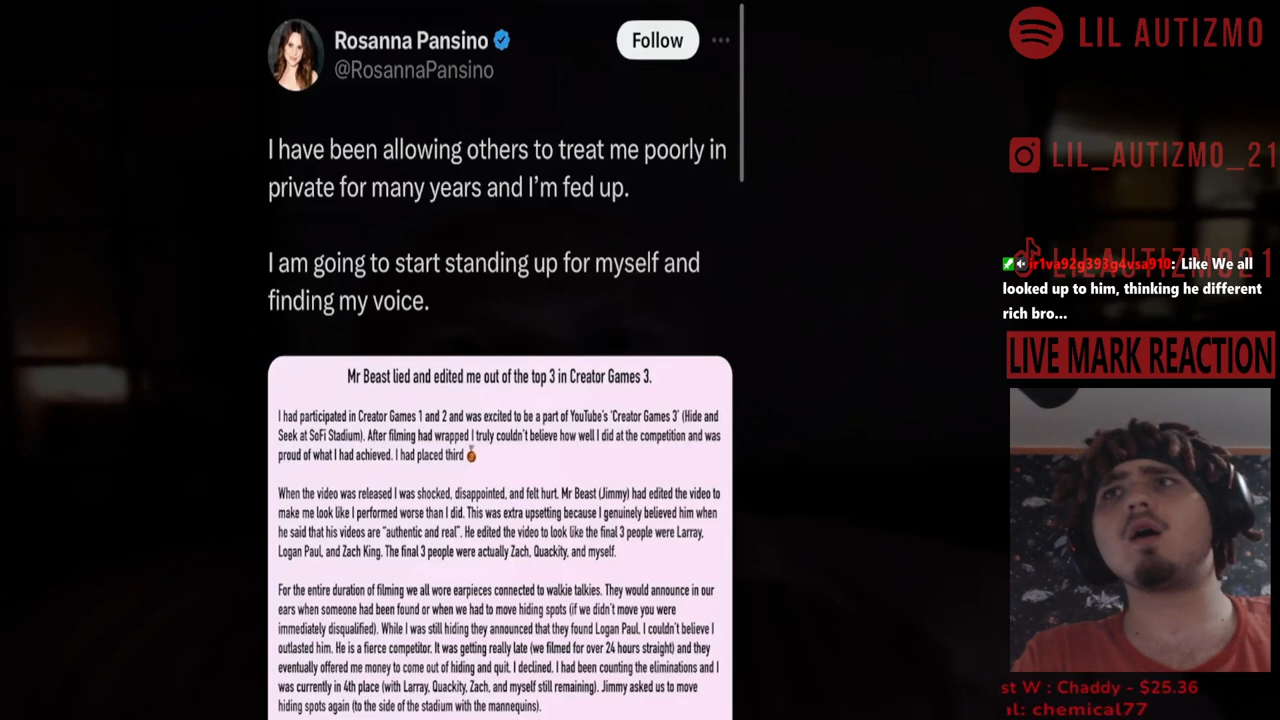 Rosanna Pansino
@RosannaPansino
Follow
I have been allowing others to treat me poorly in
private for many years and I'm fed up.
I am going to start standing up for myself and
finding my voice.
Mr Beast lied and edited me out of the top 3 in Creator Games 3.
I had participated in Creator Games 1 and 2 and was excited to be a part of YouTube's 'Creator Games 3' (Hide and
Seek at SoFi Stadium). After filming had wrapped I truly couldn't believe how well I did at the competition and was
proud of what I had achieved. I had placed third 🏅
When the video was released I was shocked, disappointed, and felt hurt. Mr Beast (Jimmy) had edited the video to
make me look like I performed worse than I did. This was extra upsetting because I genuinely believed him when
he said that his videos are "authentic and real". He edited the video to look like the final 3 people were Larray,
Logan Paul, and Zach King. The final 3 people were actually Zach, Quackity, and myself.
For the entire duration of filming we all wore earpieces connected to walkie talkies. They would announce in our
ears when someone had been found or when we had to move hiding spots (if we didn't move you were
immediately disqualified). While I was still hiding they announced that they found Logan Paul. I couldn't believe I
outlasted him. He is a fierce competitor. It was getting really late (we filmed for over 24 hours straight) and they
eventually offered me money to come out of hiding and quit. I declined. I had been counting the eliminations and I
was currently in 4th place (with Larray, Quackity, Zach, and myself still remaining). Jimmy asked us to move
hiding spots again (to the side of the stadium with the mannequins).
LIL AUTIZMO
LIL_AUTIZMO_21
LILAUTIZMO21
ir1va92g393g4vsa910: Like We all
looked up to him, thinking he different
rich bro...
LIVE MARK REACTION
st W : Chaddy - $25.36
al: chemical77